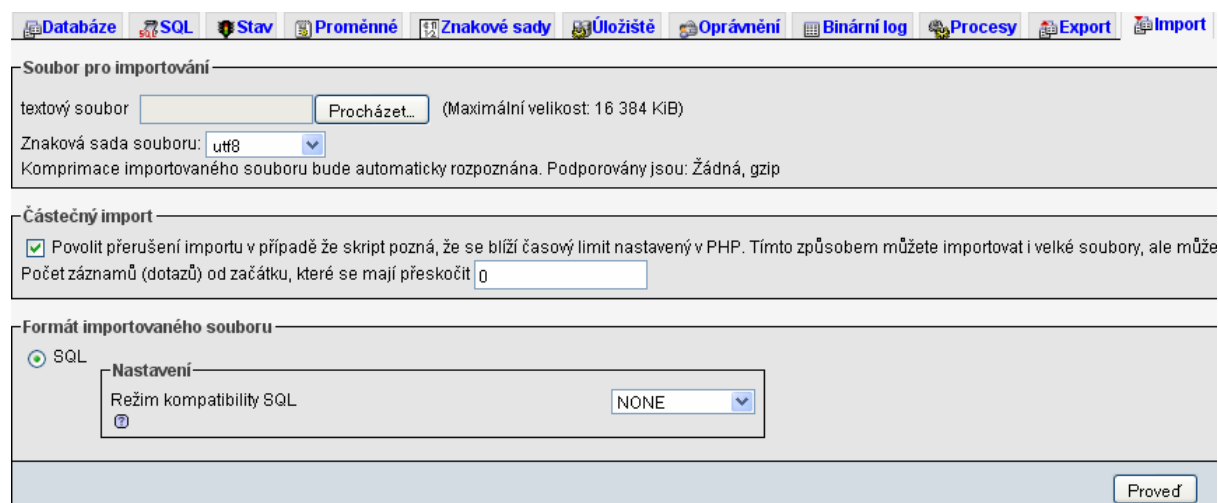 Databáze SQL Stav Proměnné Znakové sady Úložiště Oprávnění Binární log Procesy Export Import
Soubor pro importování
textový soubor Procházet... (Maximální velikost: 16 384 KiB)
Znaková sada souboru: utf8
Komprimace importovaného souboru bude automaticky rozpoznána. Podporovány jsou: Žádná, gzip
Částečný import
Povolit přerušení importu v případě že skript pozná, že se blíží časový limit nastavený v PHP. Tímto způsobem můžete importovat i velké soubory, ale může
Počet záznamů (dotazů) od začátku, které se mají přeskočit 0
Formát importovaného souboru
SQL
Nastavení
Režim kompatibility SQL NONE
Proveď